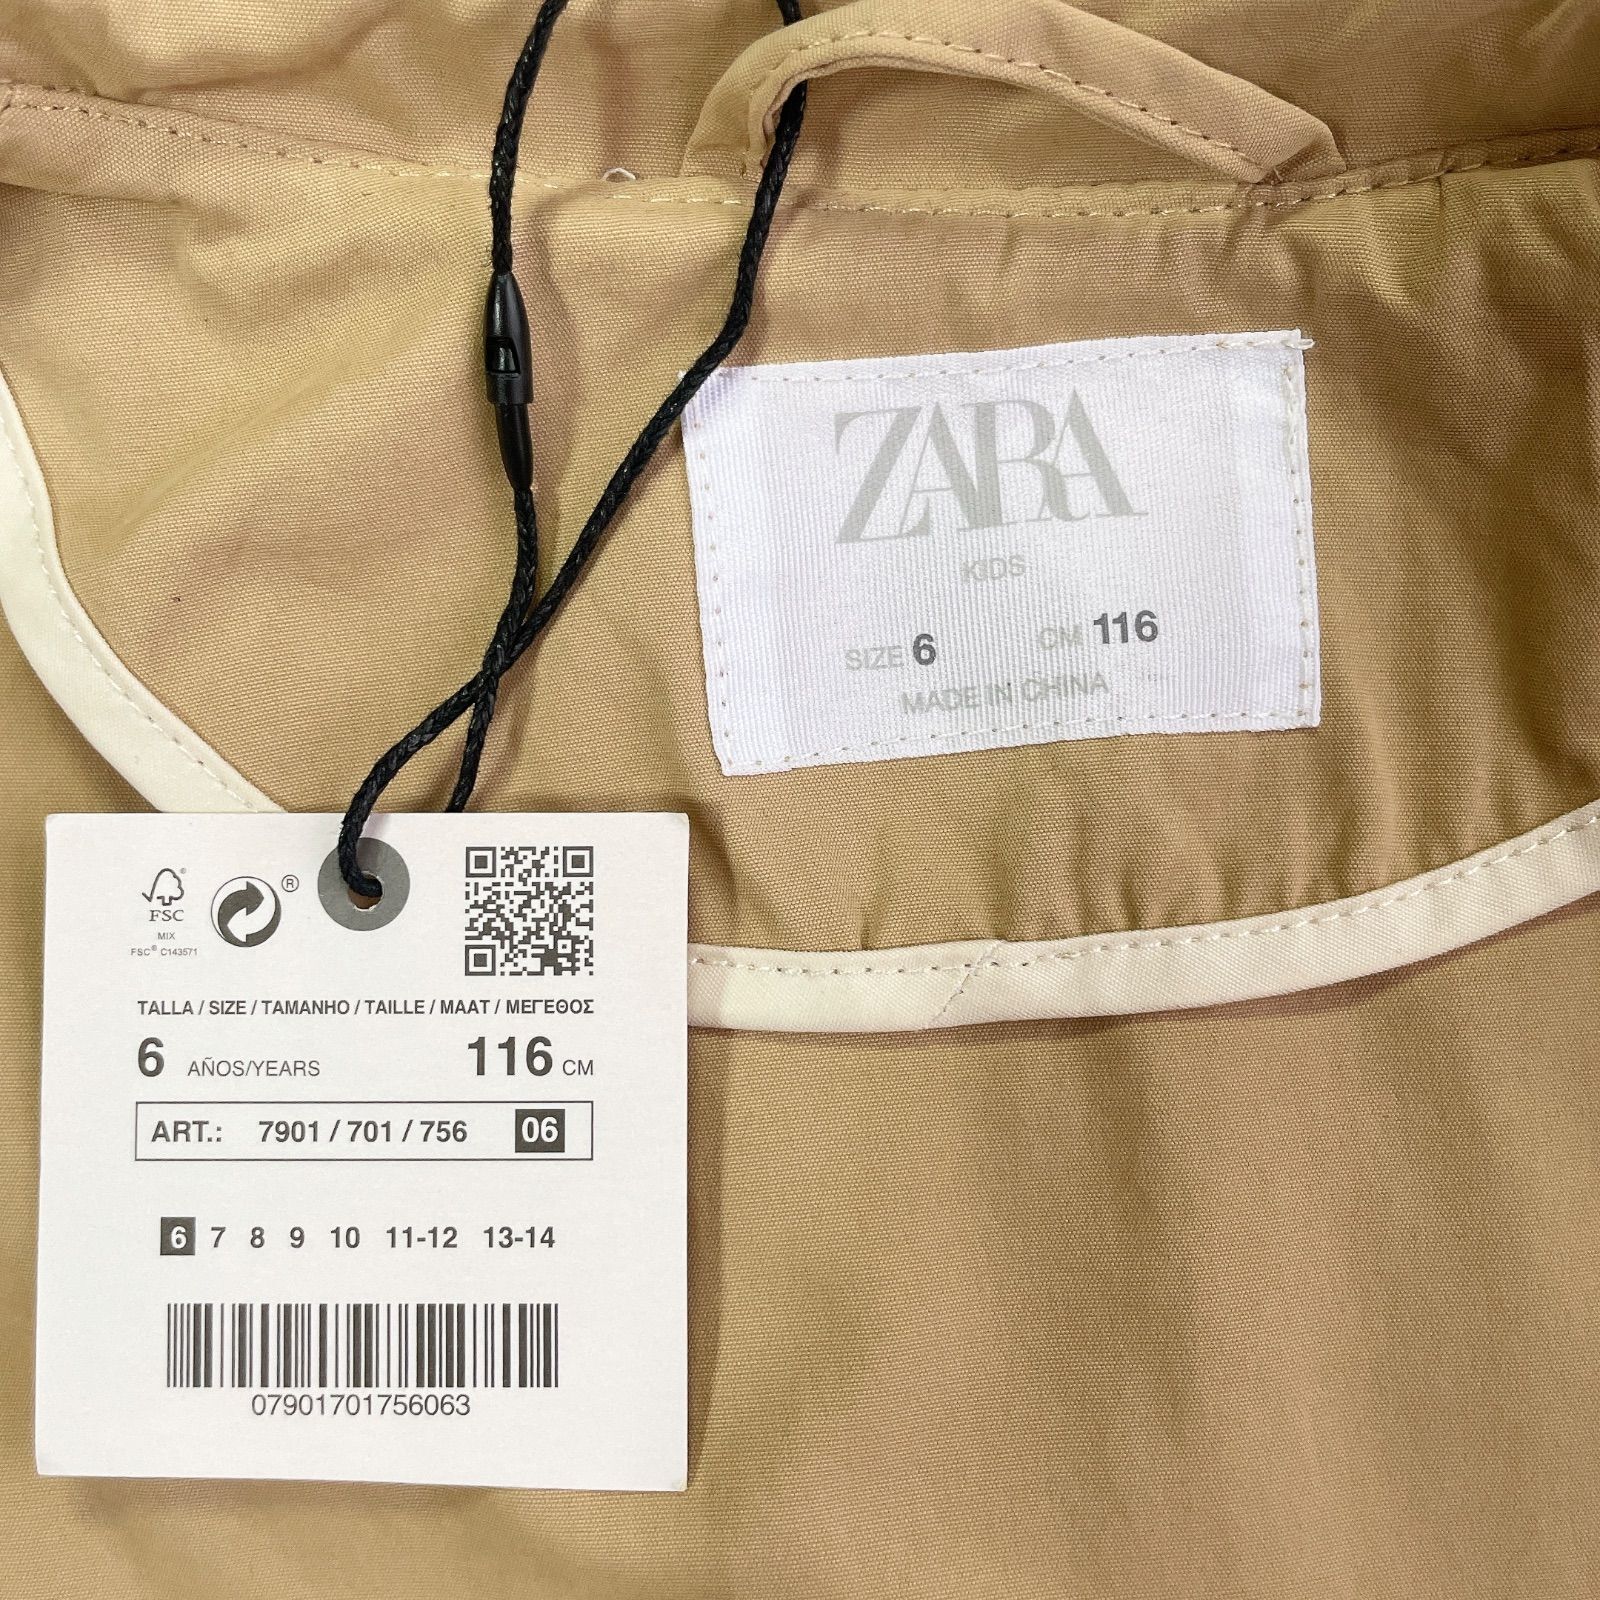 ZARA
KIDS
SIZE 6 CM 116
MADE IN CHINA
FSC®
MIX
FSC® C143571
®
TALLA / SIZE / TAMANHO / TAILLE / MAAT / ΜΕΓΕΘΟΣ
6 AÑOS/YEARS 116 CM
ART.: 7901 / 701 / 756 06
6 7 8 9 10 11-12 13-14
07901701756063